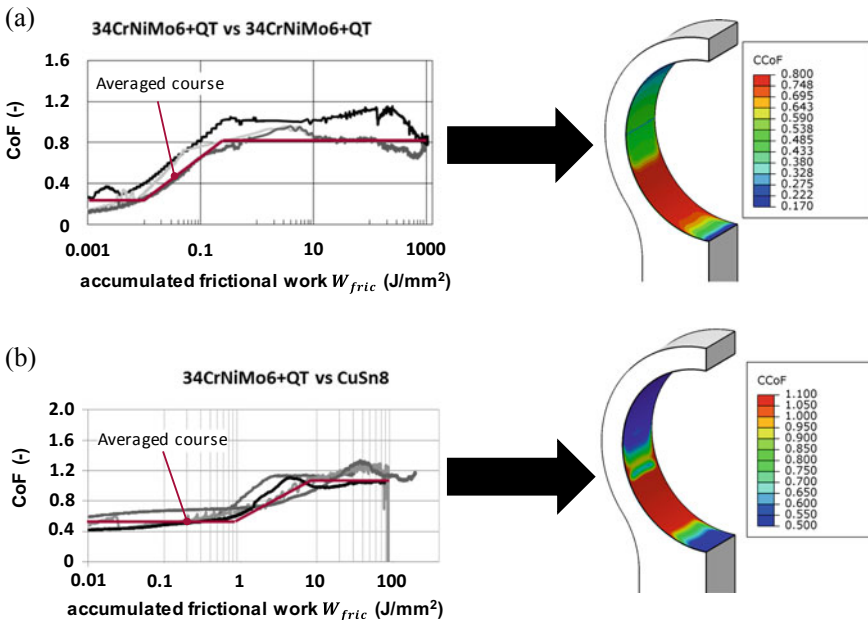 (a)
34CrNiMo6+QT vs 34CrNiMo6+QT
CoF (-)
1.6
1.2
0.8
0.4
0
Averaged course
0.001 0.1 10 1000
accumulated frictional work W_fric (J/mm²)
CCoF
0.800
0.748
0.695
0.643
0.590
0.538
0.485
0.433
0.380
0.328
0.275
0.222
0.170
(b)
34CrNiMo6+QT vs CuSn8
CoF (-)
2.0
1.6
1.2
0.8
0.4
0
Averaged course
0.01 0.1 1 10 100
accumulated frictional work W_fric (J/mm²)
CCoF
1.100
1.050
1.000
0.950
0.900
0.850
0.800
0.750
0.700
0.650
0.600
0.550
0.500